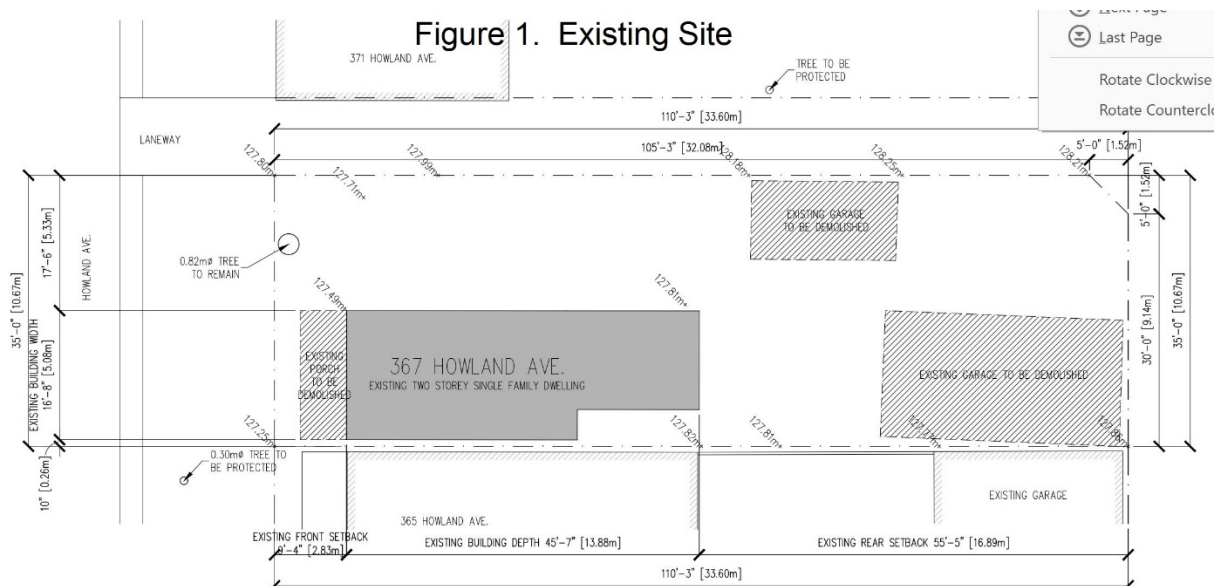 Figure 1.  Existing Site
Next Page
Last Page
Rotate Clockwise
371 HOWLAND AVE.
TREE TO BE
PROTECTED
110'-3" [33.60m]
LANEWAY
105'-3" [32.08m]
5'-0" [1.52m]
127.80m+
127.71m+
127.99m+
128.18m+
128.25m+
128.21m+
5'-0" [1.52m]
EXISTING GARAGE
TO BE DEMOLISHED
HOWLAND AVE.
17'-6" [5.33m]
0.82mø TREE
TO REMAIN
35'-0" [10.67m]
EXISTING BUILDING WIDTH
16'-8" [5.08m]
127.49m+
127.81m+
EXISTING
PORCH
TO BE
DEMOLISHED
367 HOWLAND AVE.
EXISTING TWO STOREY SINGLE FAMILY DWELLING
EXISTING GARAGE TO BE DEMOLISHED
30'-0" [9.14m]
35'-0" [10.67m]
127.25m+
127.82m+
127.81m+
10" [0.26m]
0.30mø TREE TO
BE PROTECTED
365 HOWLAND AVE.
EXISTING GARAGE
EXISTING FRONT SETBACK
9'-4" [2.83m]
EXISTING BUILDING DEPTH 45'-7" [13.88m]
EXISTING REAR SETBACK 55'-5" [16.89m]
110'-3" [33.60m]